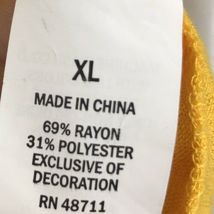 XL
MADE IN CHINA
69% RAYON
31% POLYESTER
EXCLUSIVE OF
DECORATION
RN 48711